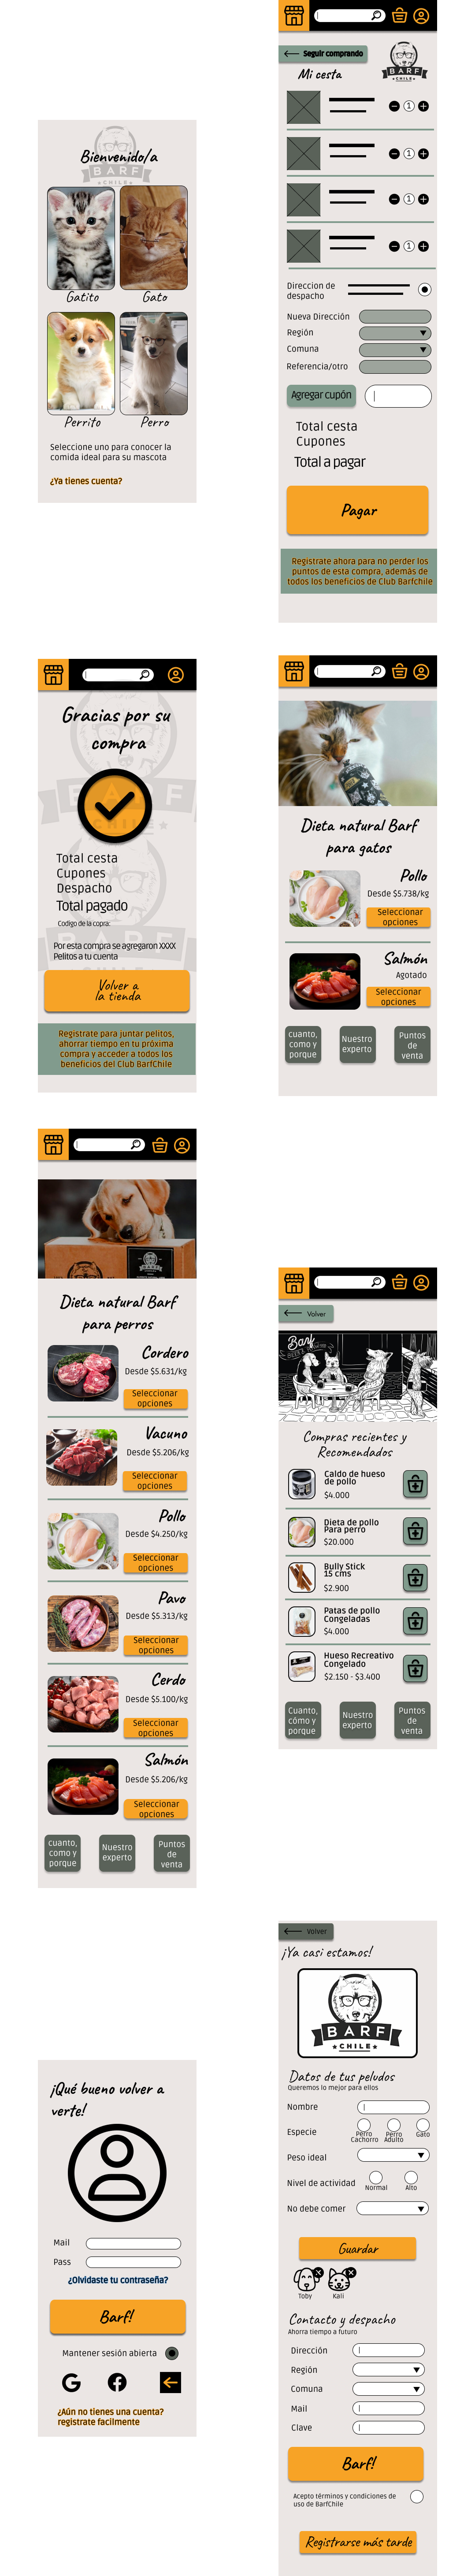 Bienvenido/a
BARF
CHILE
Gatito
Gato
Perrito
Perro
Seleccione uno para conocer la
comida ideal para su mascota
¿Ya tienes cuenta?
Seguir comprando
BARF
CHILE
Mi cesta
1
1
1
1
Direccion de
despacho
Nueva Dirección
Región
Comuna
Referencia/otro
Agregar cupón
Total cesta
Cupones
Total a pagar
Pagar
Registrate ahora para no perder los
puntos de esta compra, además de
todos los beneficios de Club Barfchile
Gracias por su
compra
Total cesta
Cupones
Despacho
Total pagado
Codigo de la copra:
Por esta compra se agregaron XXXX
Pelitos a tu cuenta
Volver a
la tienda
Registrate para juntar pelitos,
ahorrar tiempo en tu próxima
compra y acceder a todos los
beneficios del Club BarfChile
Dieta natural Barf
para gatos
Pollo
Desde $5.738/kg
Seleccionar
opciones
Salmón
Agotado
Seleccionar
opciones
cuanto,
como y
porque
Nuestro
experto
Puntos
de
venta
Dieta natural Barf
para perros
Cordero
Desde $5.631/kg
Seleccionar
opciones
Vacuno
Desde $5.206/kg
Seleccionar
opciones
Pollo
Desde $4.250/kg
Seleccionar
opciones
Pavo
Desde $5.313/kg
Seleccionar
opciones
Cerdo
Desde $5.100/kg
Seleccionar
opciones
Salmón
Desde $5.206/kg
Seleccionar
opciones
cuanto,
como y
porque
Nuestro
experto
Puntos
de
venta
Volver
Barf
Compras recientes y
Recomendados
Caldo de hueso
de pollo
$4.000
Dieta de pollo
Para perro
$20.000
Bully Stick
15 cms
$2.900
Patas de pollo
Congeladas
$4.000
Hueso Recreativo
Congelado
$2.150 - $3.400
Cuanto,
cómo y
porque
Nuestro
experto
Puntos
de
venta
¡Qué bueno volver a
verte!
Mail
Pass
¿Olvidaste tu contraseña?
Barf!
Mantener sesión abierta
¿Aún no tienes una cuenta?
registrate facilmente
Volver
¡Ya casi estamos!
BARF
CHILE
Datos de tus peludos
Queremos lo mejor para ellos
Nombre
Especie
Perro
Cachorro
Perro
Adulto
Gato
Peso ideal
Nivel de actividad
Normal
Alto
No debe comer
Guardar
Toby
Kali
Contacto y despacho
Ahorra tiempo a futuro
Dirección
Región
Comuna
Mail
Clave
Barf!
Acepto términos y condiciones de
uso de BarfChile
Registrarse más tarde